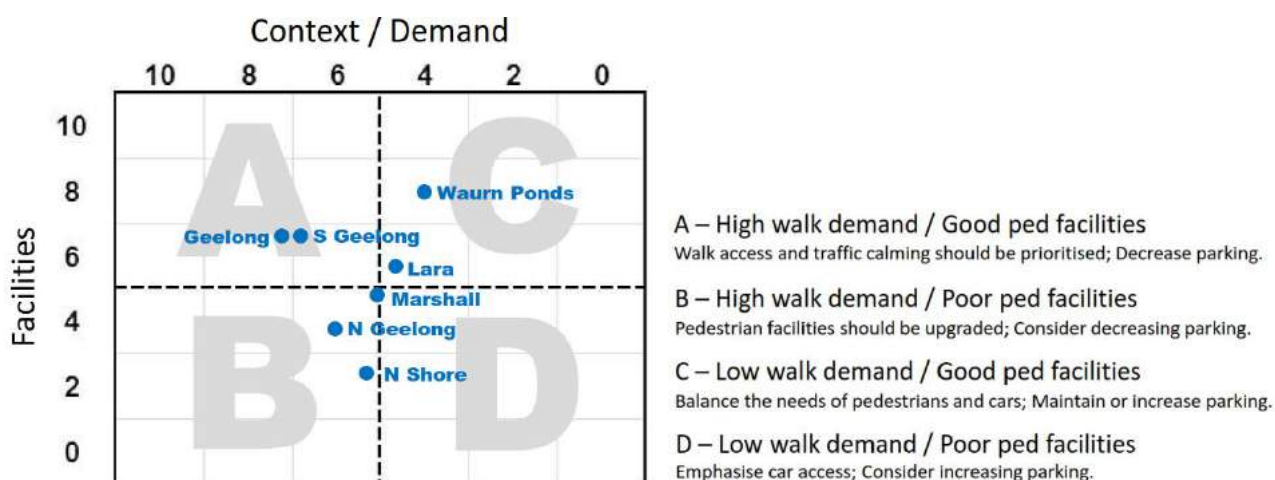 Context / Demand
10 8 6 4 2 0
Facilities
10
8
6
4
2
0
A
C
B
D
Waurn Ponds
Geelong
S Geelong
Lara
Marshall
N Geelong
N Shore
A – High walk demand / Good ped facilities
Walk access and traffic calming should be prioritised; Decrease parking.
B – High walk demand / Poor ped facilities
Pedestrian facilities should be upgraded; Consider decreasing parking.
C – Low walk demand / Good ped facilities
Balance the needs of pedestrians and cars; Maintain or increase parking.
D – Low walk demand / Poor ped facilities
Emphasise car access; Consider increasing parking.